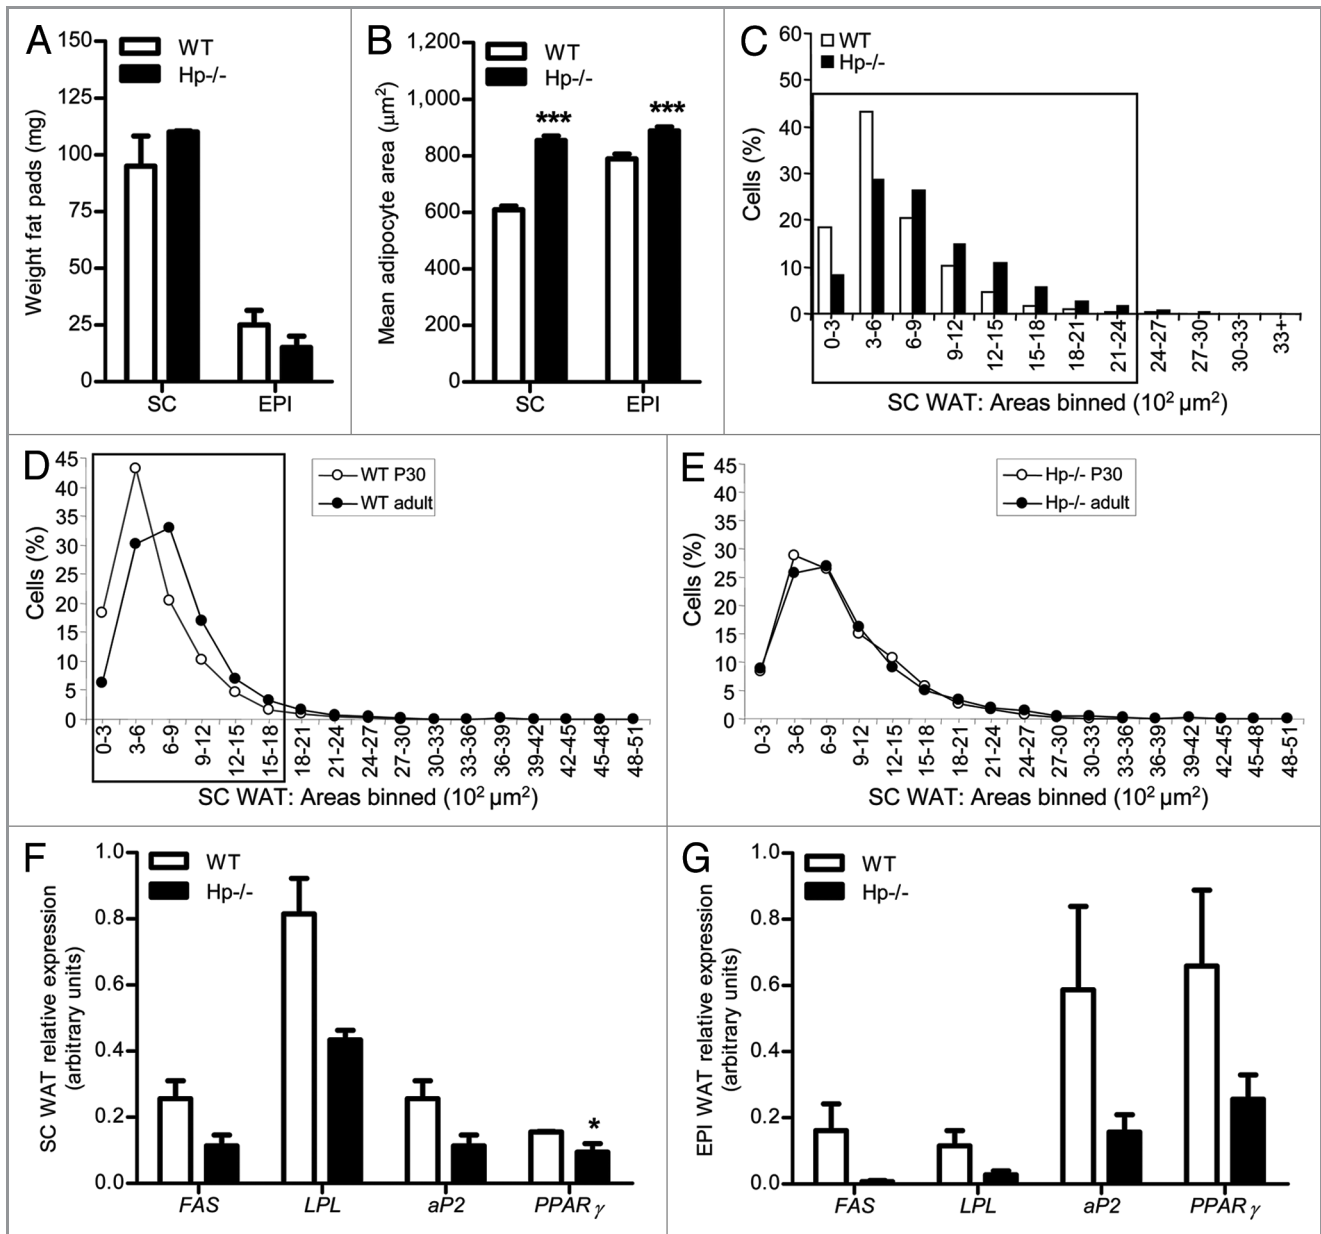 A
WT
Hp-/-
Weight fat pads (mg)
150
125
100
75
50
25
0
SC
EPI
B
WT
Hp-/-
Mean adipocyte area (μm²)
1,200
1,000
800
600
400
200
0
***
***
SC
EPI
C
WT
Hp-/-
Cells (%)
60
50
40
30
20
10
0
0-3
3-6
6-9
9-12
12-15
15-18
18-21
21-24
24-27
27-30
30-33
33+
SC WAT: Areas binned (10² μm²)
D
WT P30
WT adult
Cells (%)
45
40
35
30
25
20
15
10
5
0
0-3
3-6
6-9
9-12
12-15
15-18
18-21
21-24
24-27
27-30
30-33
33-36
36-39
39-42
42-45
45-48
48-51
SC WAT: Areas binned (10² μm²)
E
Hp-/- P30
Hp-/- adult
Cells (%)
45
40
35
30
25
20
15
10
5
0
0-3
3-6
6-9
9-12
12-15
15-18
18-21
21-24
24-27
27-30
30-33
33-36
36-39
39-42
42-45
45-48
48-51
SC WAT: Areas binned (10² μm²)
F
WT
Hp-/-
SC WAT relative expression
(arbitrary units)
1.0
0.8
0.6
0.4
0.2
0.0
*
FAS
LPL
aP2
PPAR γ
G
WT
Hp-/-
EPI WAT relative expression
(arbitrary units)
1.0
0.8
0.6
0.4
0.2
0.0
FAS
LPL
aP2
PPAR γ